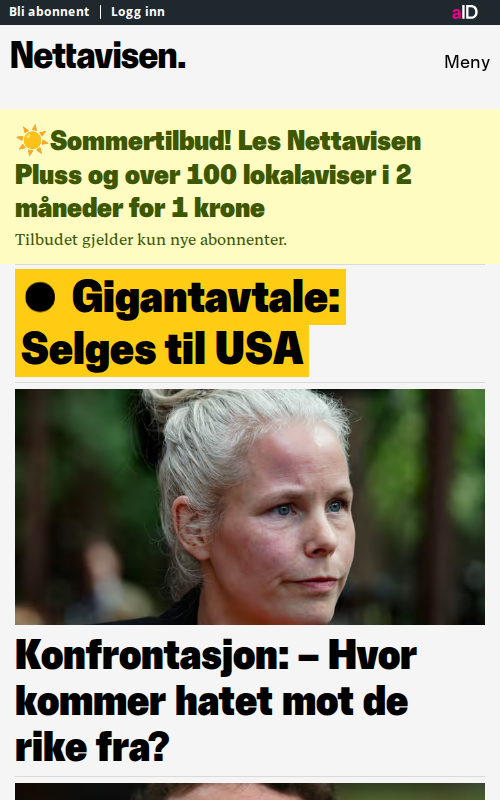 Bli abonnent | Logg inn
aID
Nettavisen.
Meny
☀️Sommertilbud! Les Nettavisen
Pluss og over 100 lokalaviser i 2
måneder for 1 krone
Tilbudet gjelder kun nye abonnenter.
● Gigantavtale:
Selges til USA
Konfrontasjon: – Hvor
kommer hatet mot de
rike fra?